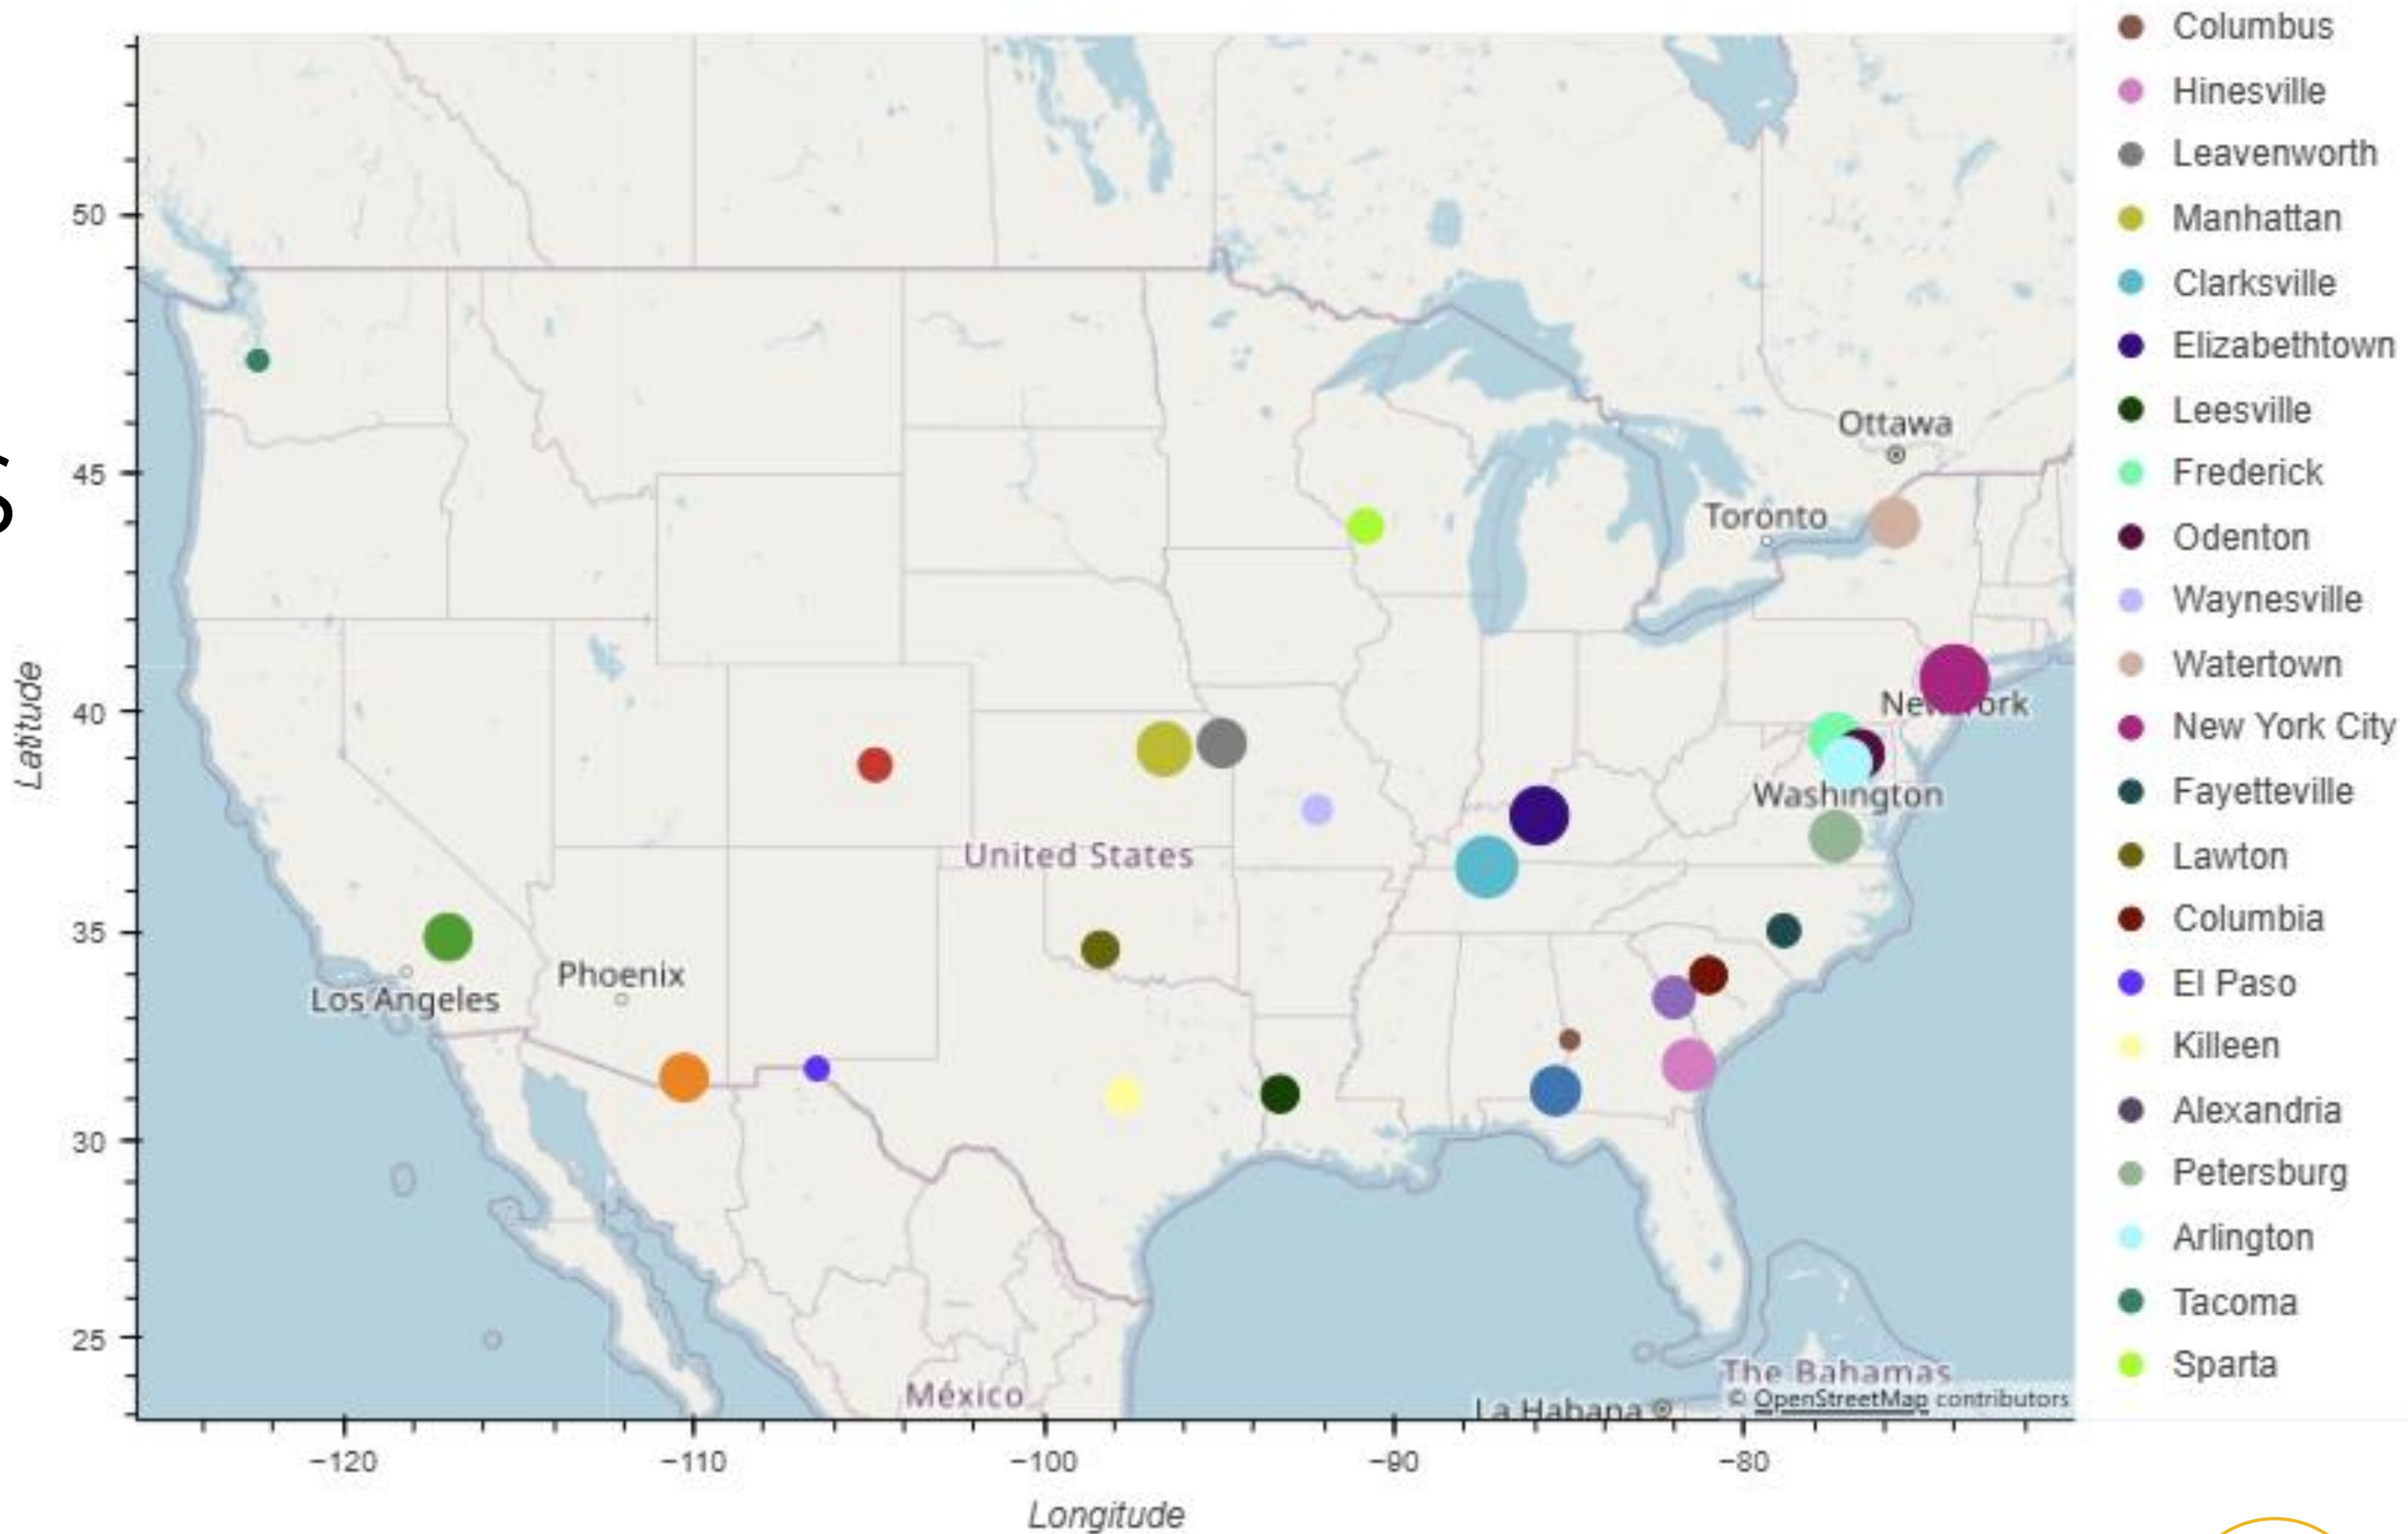 Columbus
Hinesville
Leavenworth
Manhattan
Clarksville
Elizabethtown
Leesville
Frederick
Odenton
Waynesville
Watertown
New York City
Fayetteville
Lawton
Columbia
El Paso
Killeen
Alexandria
Petersburg
Arlington
Tacoma
Sparta
50
45
40
35
30
25
Latitude
Ottawa
Toronto
New York
Washington
United States
Phoenix
Los Angeles
México
The Bahamas
© OpenStreetMap contributors
La Habana
−120
−110
−100
−90
−80
Longitude